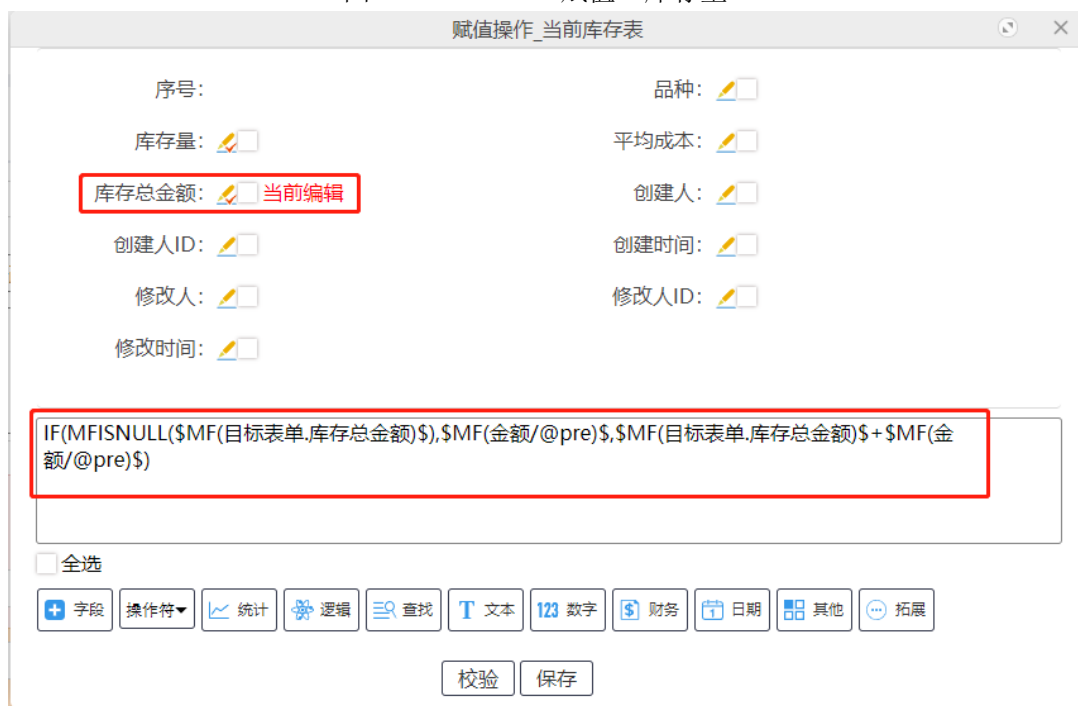 赋值操作_当前库存表
序号:
品种:
库存量:
平均成本:
库存总金额: 当前编辑
创建人:
创建人ID:
创建时间:
修改人:
修改人ID:
修改时间:
IF(MFISNULL($MF(目标表单.库存总金额)$),$MF(金额/@pre)$,$MF(目标表单.库存总金额)$+$MF(金
额/@pre)$)
全选
字段 操作符▾ 统计 逻辑 查找 T 文本 123 数字 财务 日期 其他 拓展
校验 保存